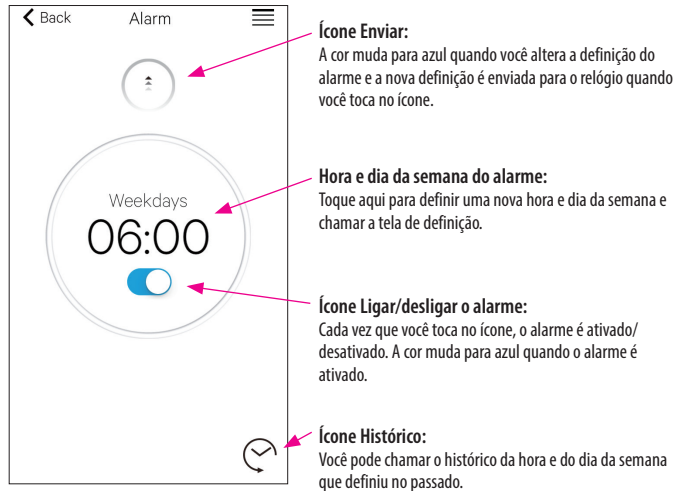 Back
Alarm
Ícone Enviar:
A cor muda para azul quando você altera a definição do
alarme e a nova definição é enviada para o relógio quando
você toca no ícone.
Hora e dia da semana do alarme:
Toque aqui para definir uma nova hora e dia da semana e
chamar a tela de definição.
Weekdays
06:00
Ícone Ligar/desligar o alarme:
Cada vez que você toca no ícone, o alarme é ativado/
desativado. A cor muda para azul quando o alarme é
ativado.
Ícone Histórico:
Você pode chamar o histórico da hora e do dia da semana
que definiu no passado.